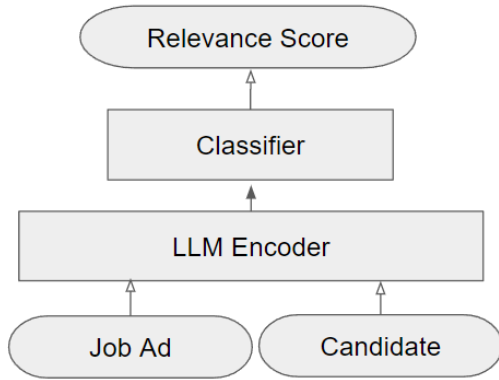 Relevance Score
Classifier
LLM Encoder
Job Ad
Candidate